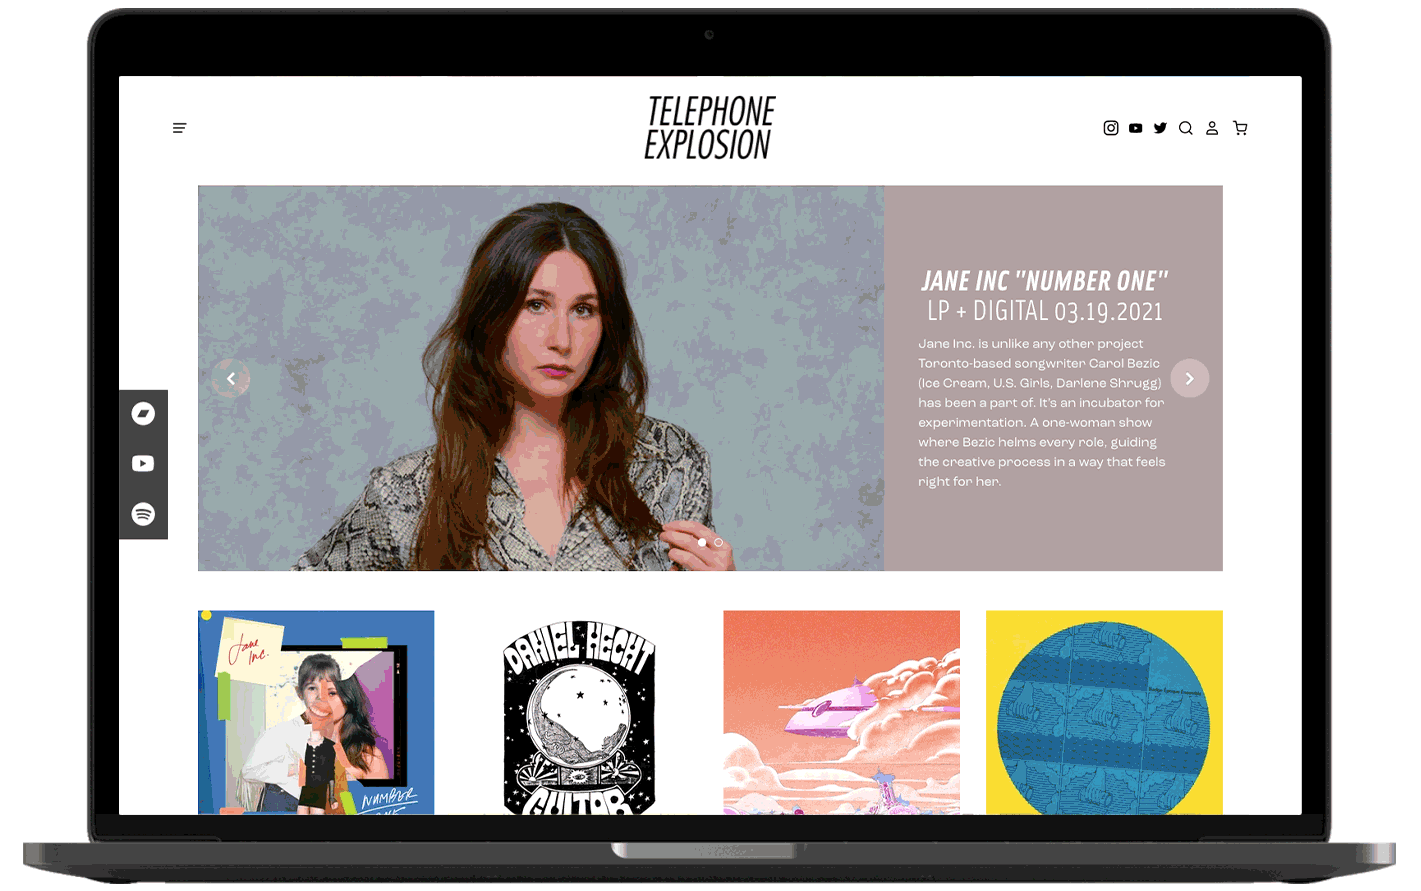 TELEPHONE
EXPLOSION
JANE INC "NUMBER ONE"
LP + DIGITAL 03.19.2021
Jane Inc. is unlike any other project
Toronto-based songwriter Carol Bezic
(Ice Cream, U.S. Girls, Darlene Shrugg)
has been a part of. It's an incubator for
experimentation. A one-woman show
where Bezic helms every role, guiding
the creative process in a way that feels
right for her.
Jane
Inc.
NUMBER
DANIEL HECHT
GUITAR